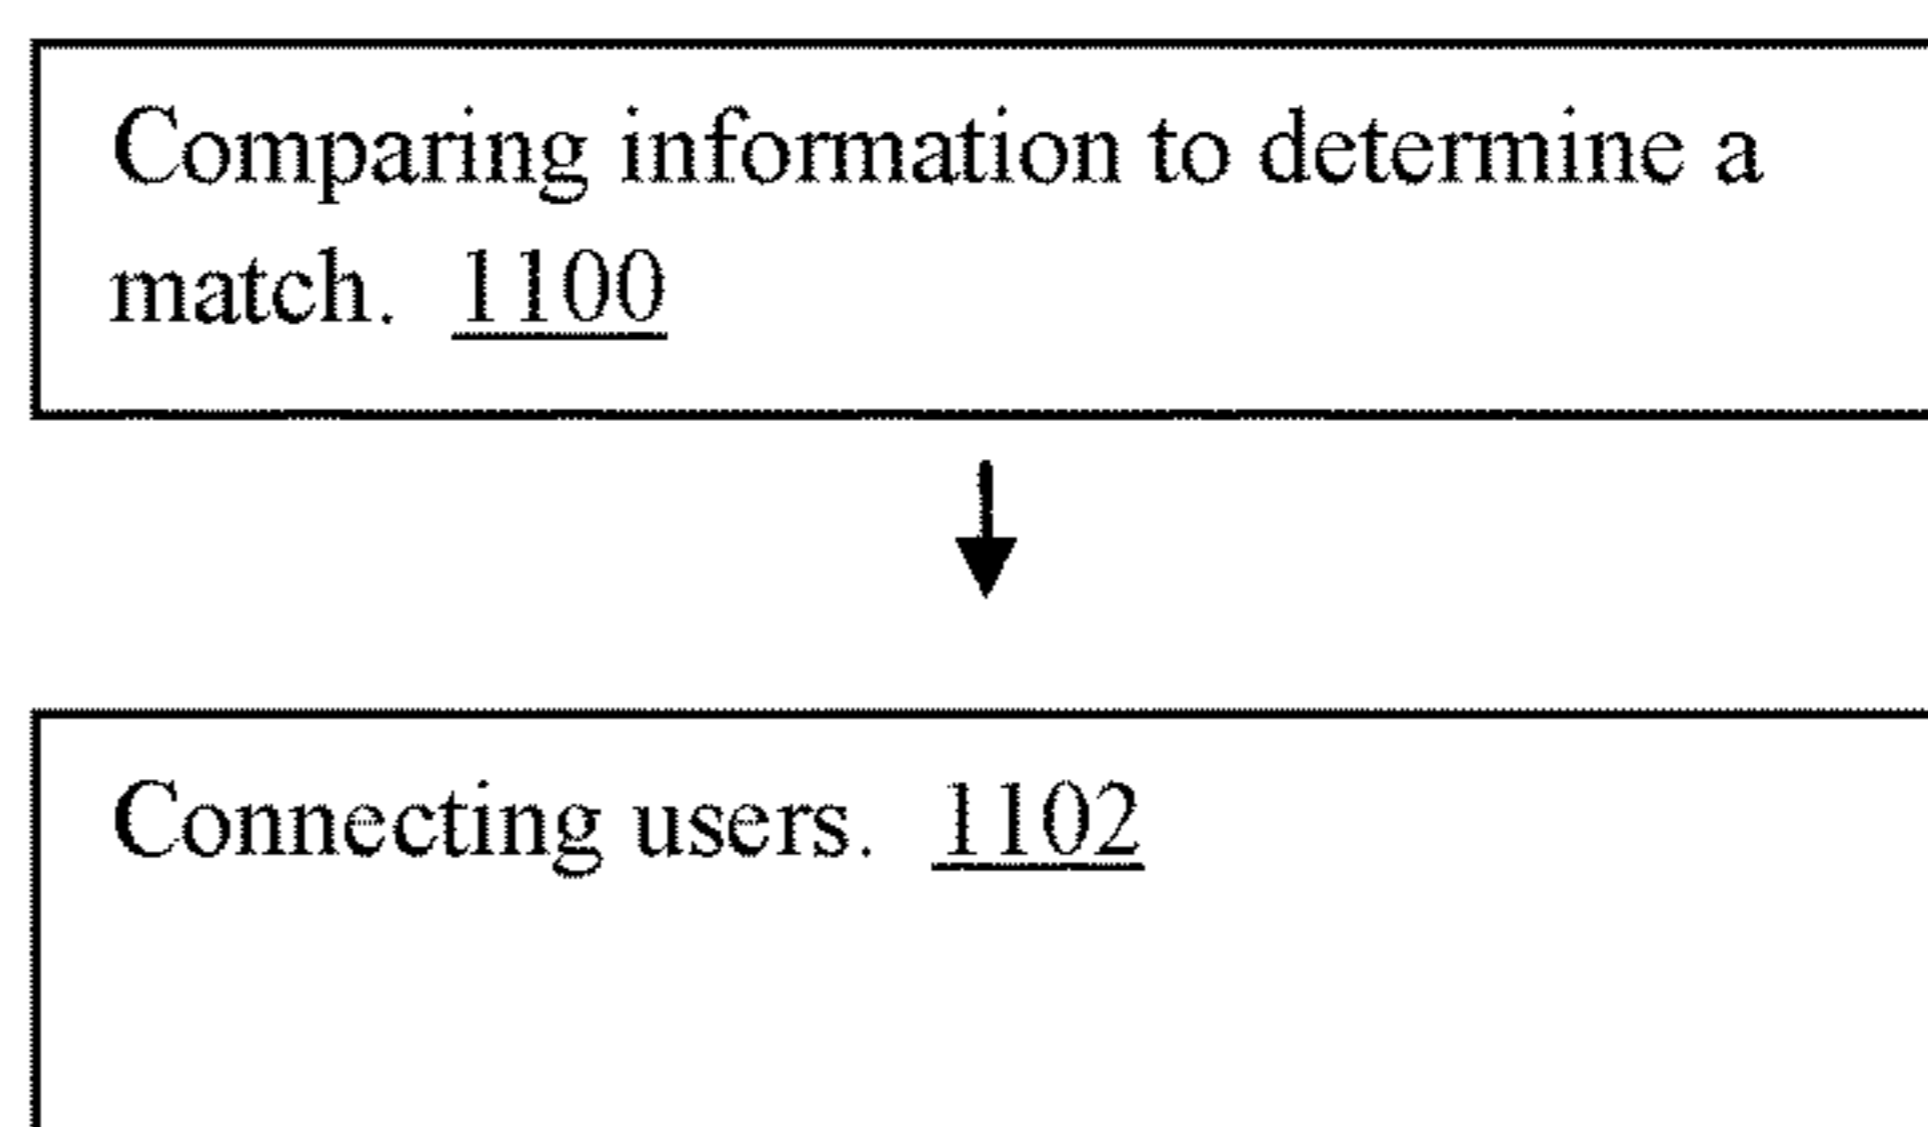 Comparing information to determine a
match. 1100
Connecting users. 1102